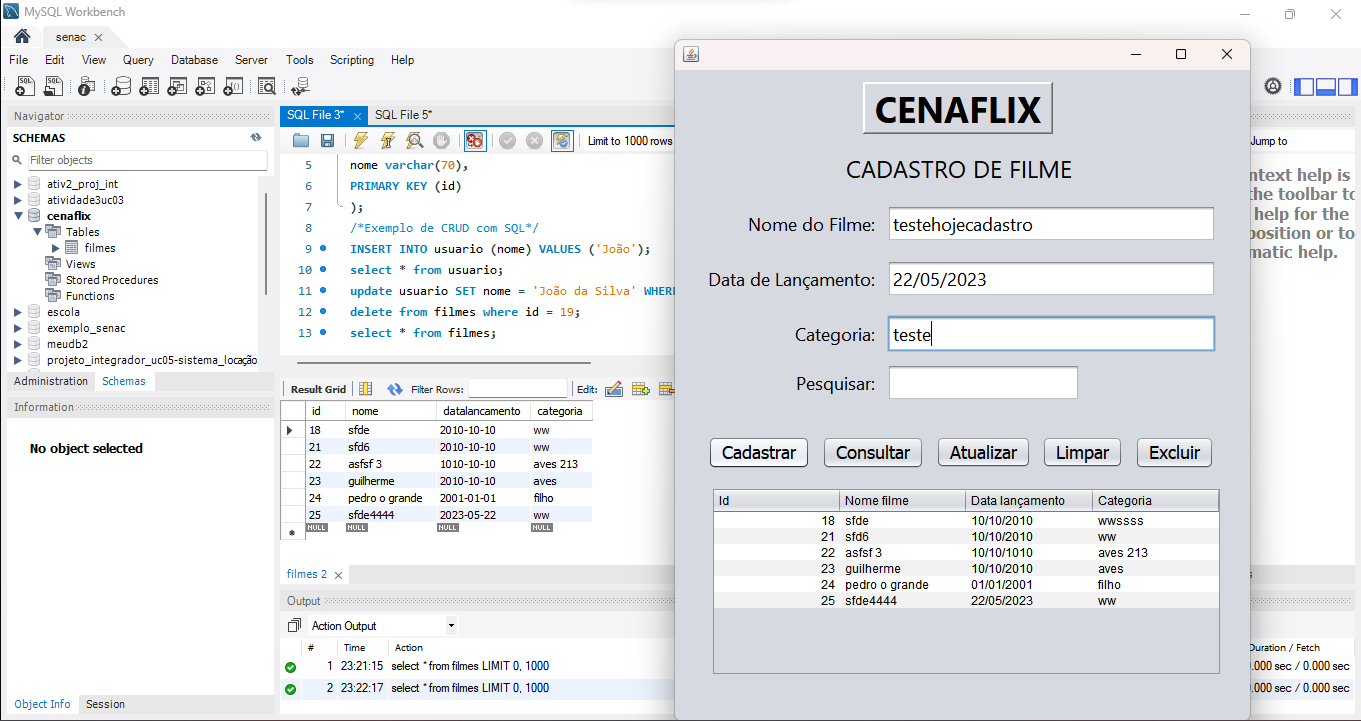 MySQL Workbench
senac
File Edit View Query Database Server Tools Scripting Help
Navigator
SCHEMAS
Filter objects
ativ2_proj_int
atividade3uc03
cenaflix
Tables
filmes
Views
Stored Procedures
Functions
escola
exemplo_senac
meudb2
projeto_integrador_uc05-sistema_locação
Administration Schemas
Information
No object selected
Object Info Session
SQL File 3* SQL File 5*
Limit to 1000 rows
5 nome varchar(70),
6 PRIMARY KEY (id)
7 );
8 /*Exemplo de CRUD com SQL*/
9 INSERT INTO usuario (nome) VALUES ('João');
10 select * from usuario;
11 update usuario SET nome = 'João da Silva' WHERE
12 delete from filmes where id = 19;
13 select * from filmes;
Result Grid Filter Rows: Edit:
id nome datalancamento categoria
18 sfde 2010-10-10 ww
21 sfd6 2010-10-10 ww
22 asfsf 3 1010-10-10 aves 213
23 guilherme 2010-10-10 aves
24 pedro o grande 2001-01-01 filho
25 sfde4444 2023-05-22 ww
NULL NULL NULL NULL
filmes 2
Output
Action Output
# Time Action
1 23:21:15 select * from filmes LIMIT 0, 1000
2 23:22:17 select * from filmes LIMIT 0, 1000
CENAFLIX
CADASTRO DE FILME
Nome do Filme: testehojecadastro
Data de Lançamento: 22/05/2023
Categoria: teste
Pesquisar:
Cadastrar Consultar Atualizar Limpar Excluir
Id Nome filme Data lançamento Categoria
18 sfde 10/10/2010 wwssss
21 sfd6 10/10/2010 ww
22 asfsf 3 10/10/1010 aves 213
23 guilherme 10/10/2010 aves
24 pedro o grande 01/01/2001 filho
25 sfde4444 22/05/2023 ww
Jump to
ntext help is
the toolbar to
help for the
position or to
matic help.
Duration / Fetch
0.000 sec / 0.000 sec
0.000 sec / 0.000 sec